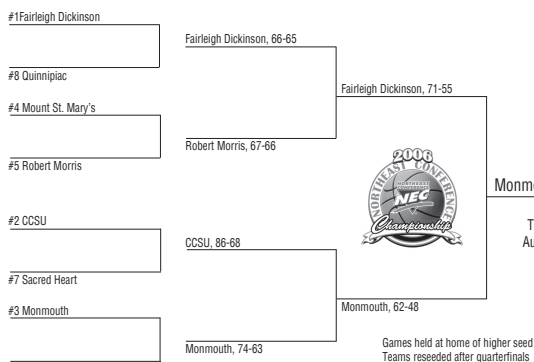 #1Fairleigh Dickinson
Fairleigh Dickinson, 66-65
#8 Quinnipiac
Fairleigh Dickinson, 71-55
#4 Mount St. Mary's
Robert Morris, 67-66
#5 Robert Morris
2006
NORTHEAST CONFERENCE
NEC
Championship
#2 CCSU
CCSU, 86-68
#7 Sacred Heart
#3 Monmouth
Monmouth, 62-48
Monmouth, 74-63
Games held at home of higher seed
Teams reseeded after quarterfinals